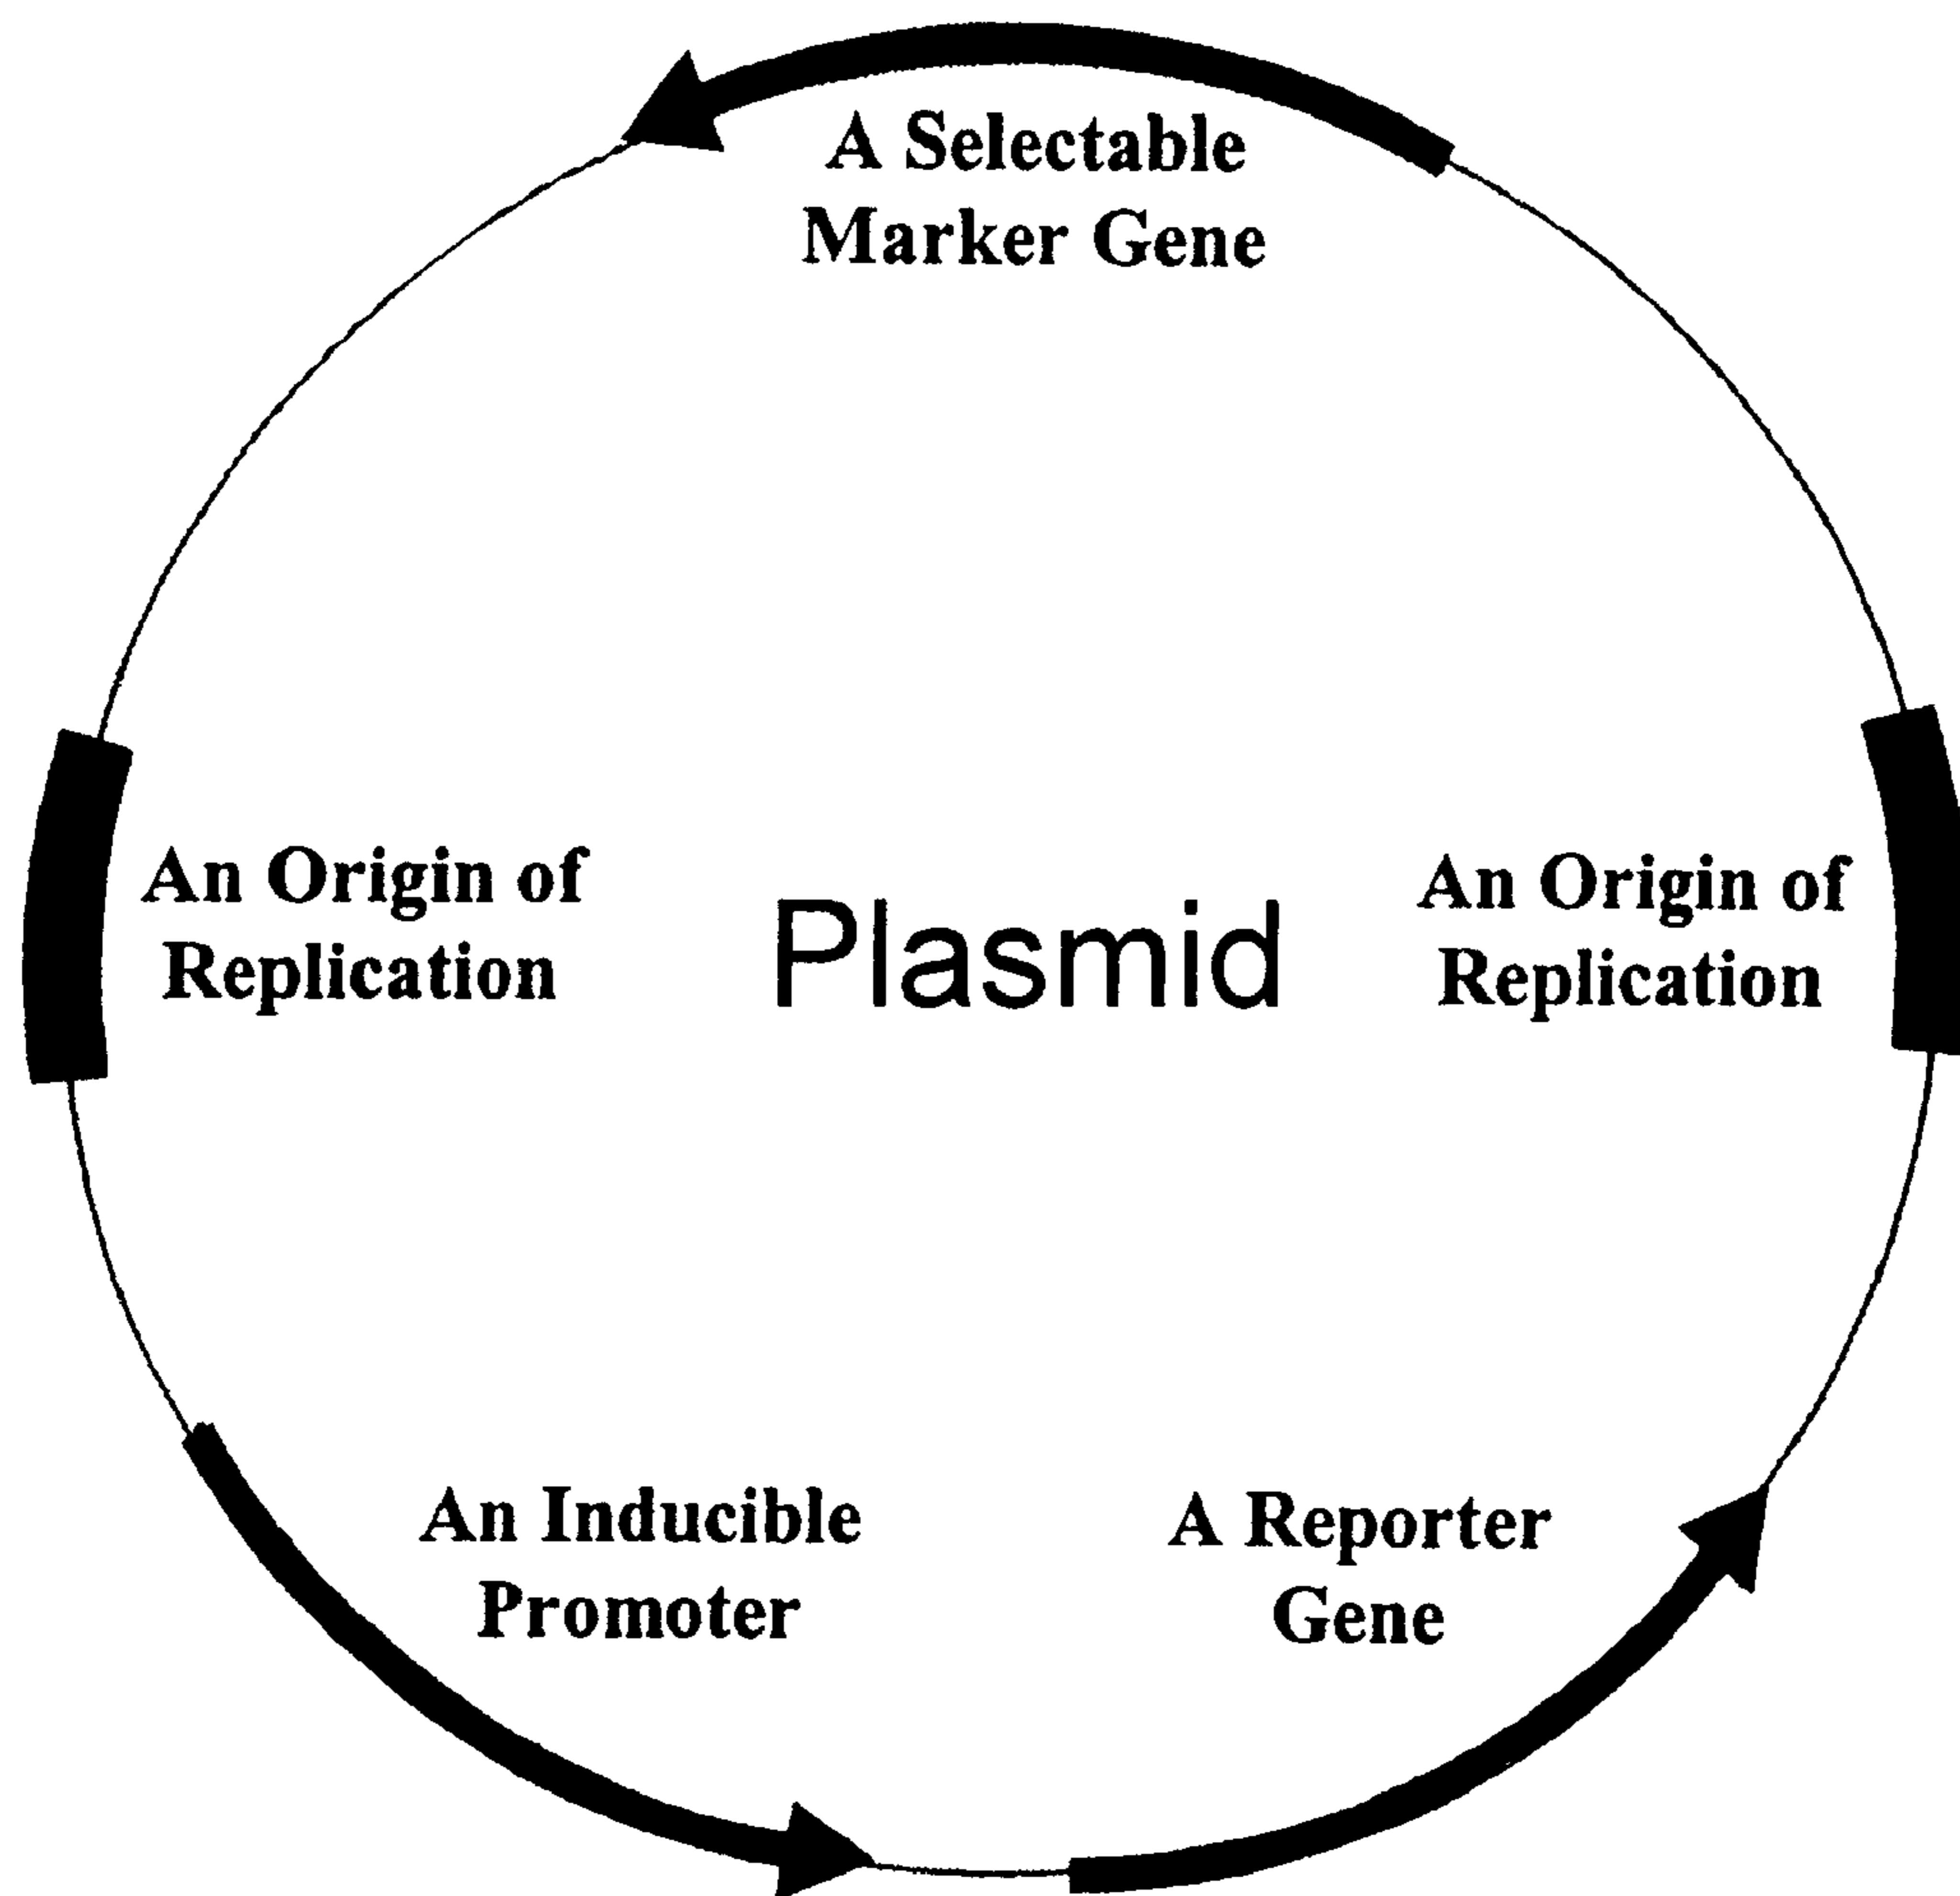 A Selectable
Marker Gene
An Origin of
Replication
Plasmid
An Origin of
Replication
An Inducible
Promoter
A Reporter
Gene